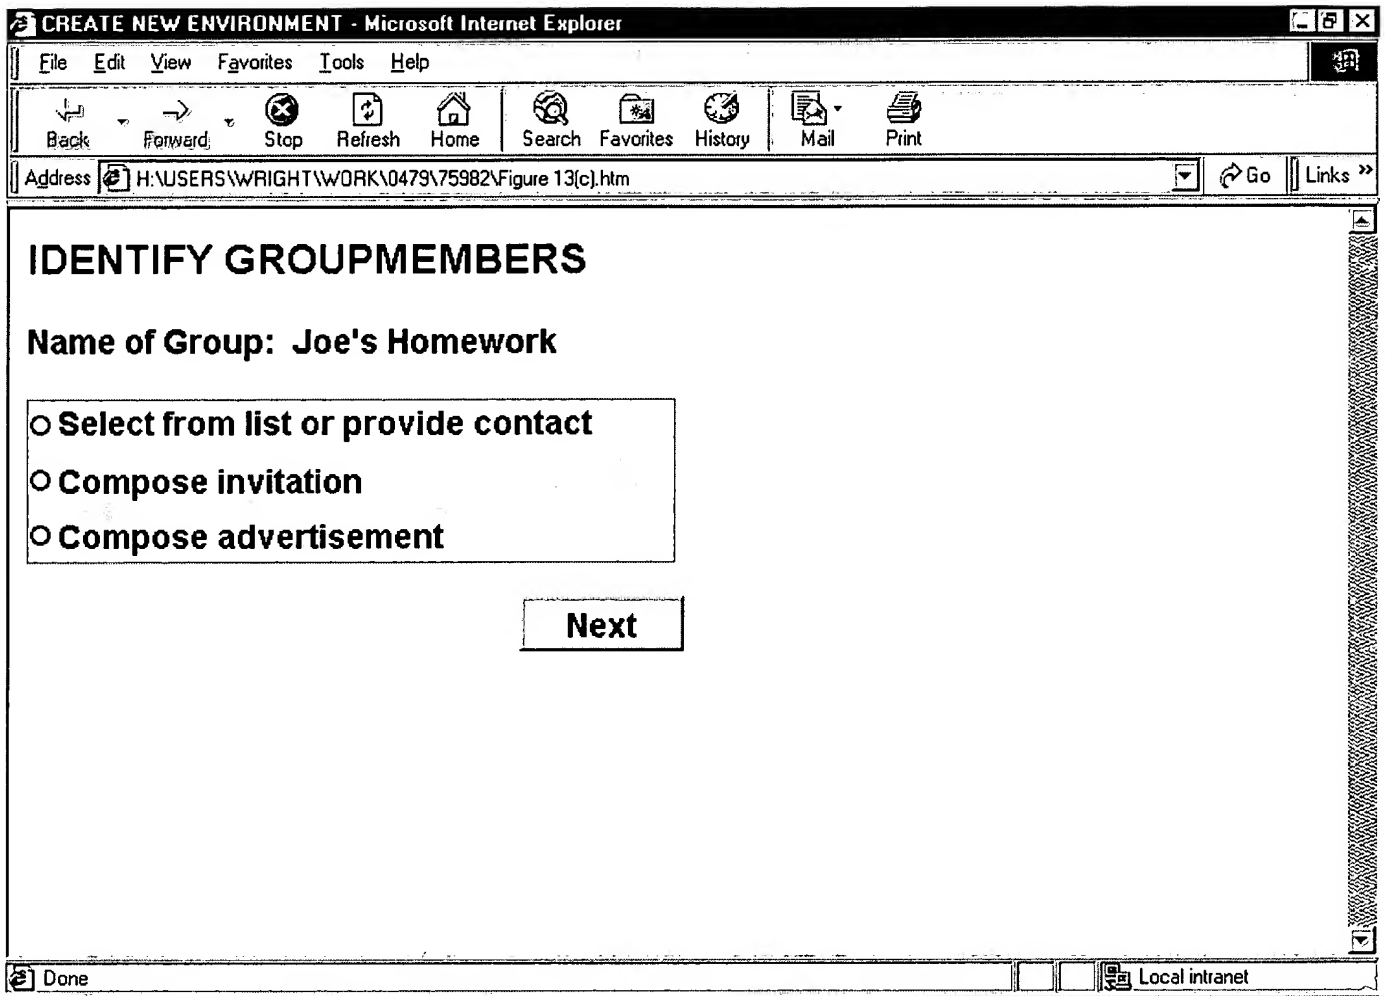 CREATE NEW ENVIRONMENT - Microsoft Internet Explorer
File Edit View Favorites Tools Help
Back Forward Stop Refresh Home Search Favorites History Mail Print
Address H:\USERS\WRIGHT\WORK\0479\75982\Figure 13(c).htm Go Links »
IDENTIFY GROUPMEMBERS
Name of Group: Joe's Homework
Select from list or provide contact
Compose invitation
Compose advertisement
Next
Done Local intranet